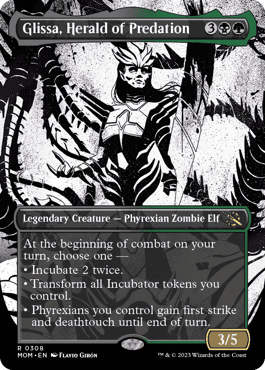 Glissa, Herald of Predation 3
Legendary Creature — Phyrexian Zombie Elf
At the beginning of combat on your
turn, choose one —
• Incubate 2 twice.
• Transform all Incubator tokens you
control.
• Phyrexians you control gain first strike
and deathtouch until end of turn.
3/5
R 0308
MOM • EN Flavio Girón
™ & © 2023 Wizards of the Coast